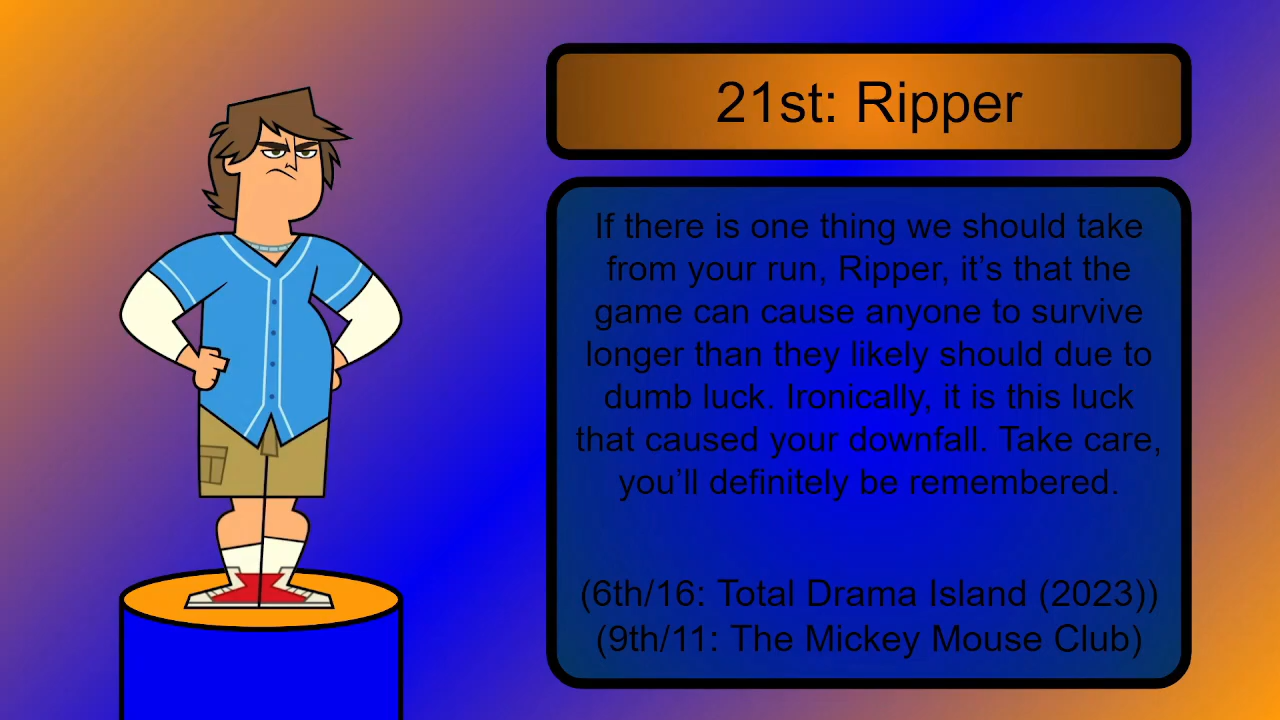 21st: Ripper
If there is one thing we should take
from your run, Ripper, it’s that the
game can cause anyone to survive
longer than they likely should due to
dumb luck. Ironically, it is this luck
that caused your downfall. Take care,
you’ll definitely be remembered.
(6th/16: Total Drama Island (2023))
(9th/11: The Mickey Mouse Club)